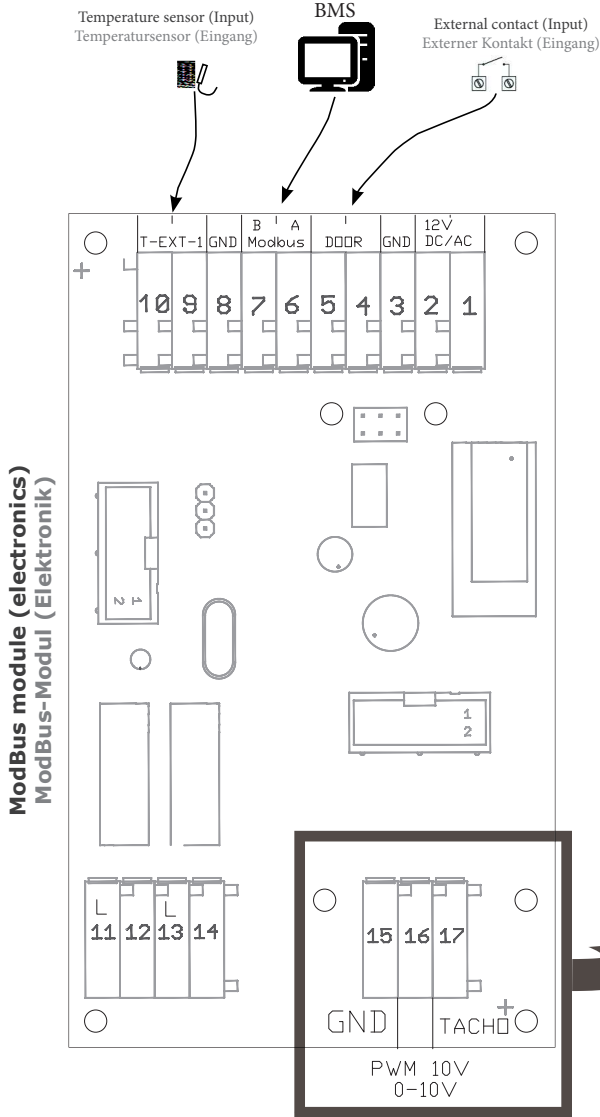 Temperature sensor (Input)
Temperatursensor (Eingang)
BMS
External contact (Input)
Externer Kontakt (Eingang)
B A
T-EXT-1 GND Modbus DOOR GND 12V DC/AC
10 9 8 7 6 5 4 3 2 1
ModBus module (electronics)
ModBus-Modul (Elektronik)
1
2
1
2
L L
11 12 13 14
15 16 17
GND TACHO
PWM 10V
0-10V